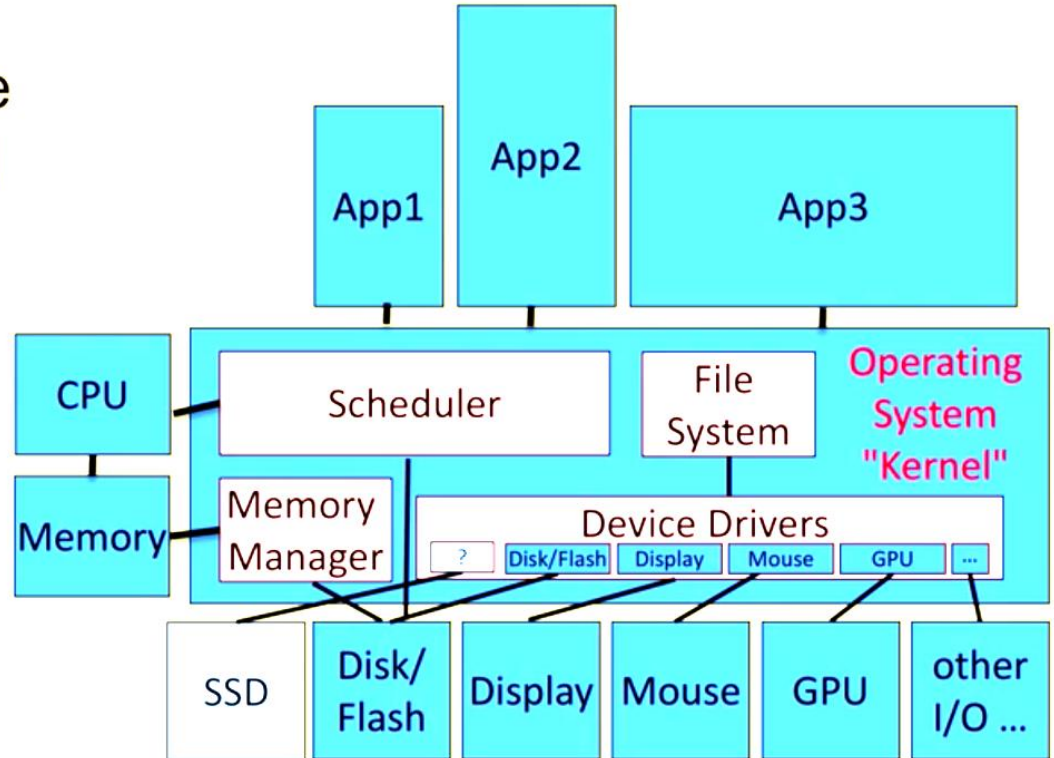 e
App1
App2
App3
CPU
Memory
Scheduler
File
System
Operating
System
"Kernel"
Memory
Manager
Device Drivers
?
Disk/Flash
Display
Mouse
GPU
...
SSD
Disk/
Flash
Display
Mouse
GPU
other
I/O ...